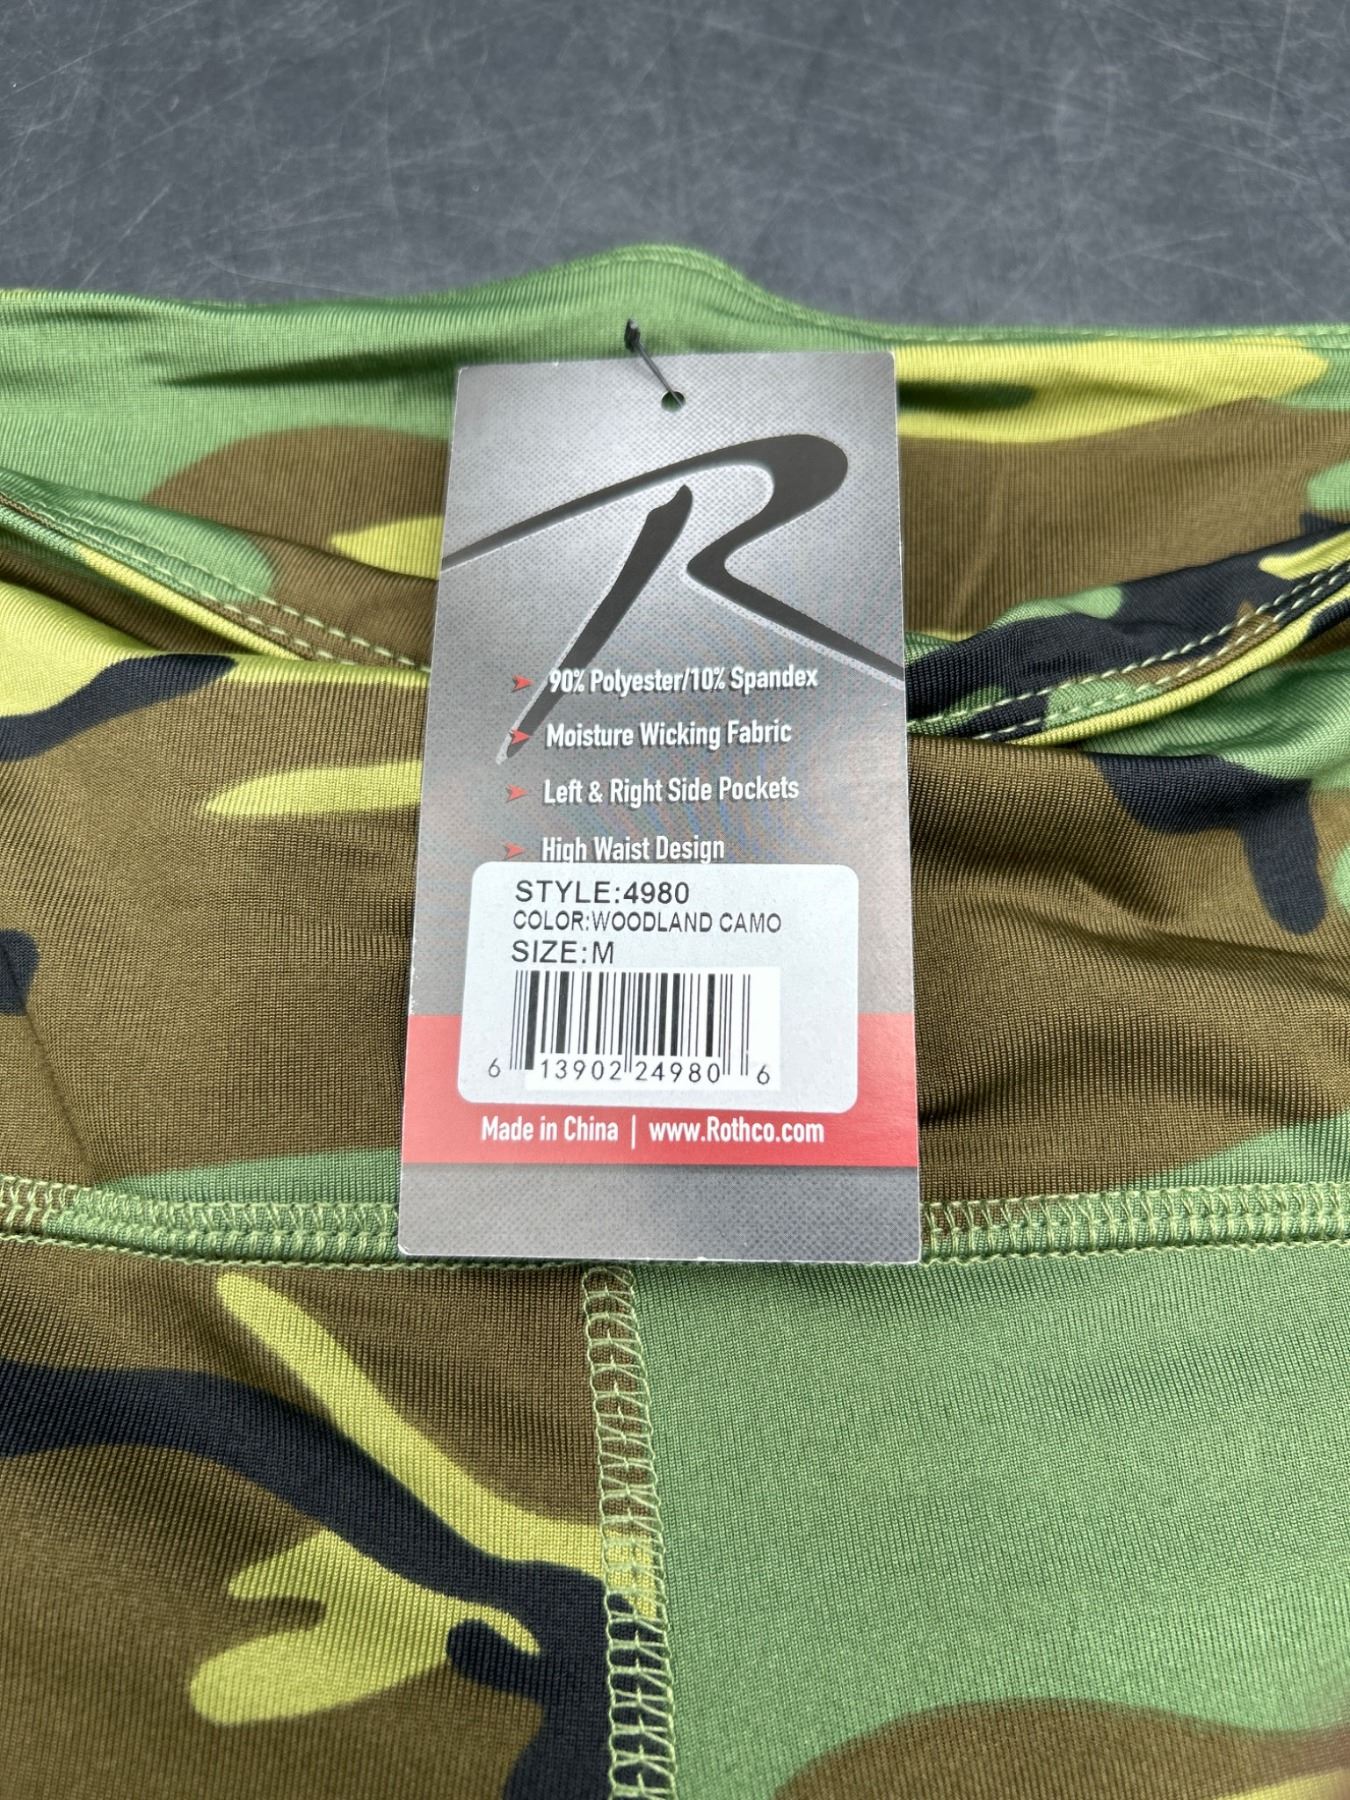 R
90% Polyester/10% Spandex
Moisture Wicking Fabric
Left & Right Side Pockets
High Waist Design
STYLE:4980
COLOR:WOODLAND CAMO
SIZE:M
6 13902 24980 6
Made in China | www.Rothco.com